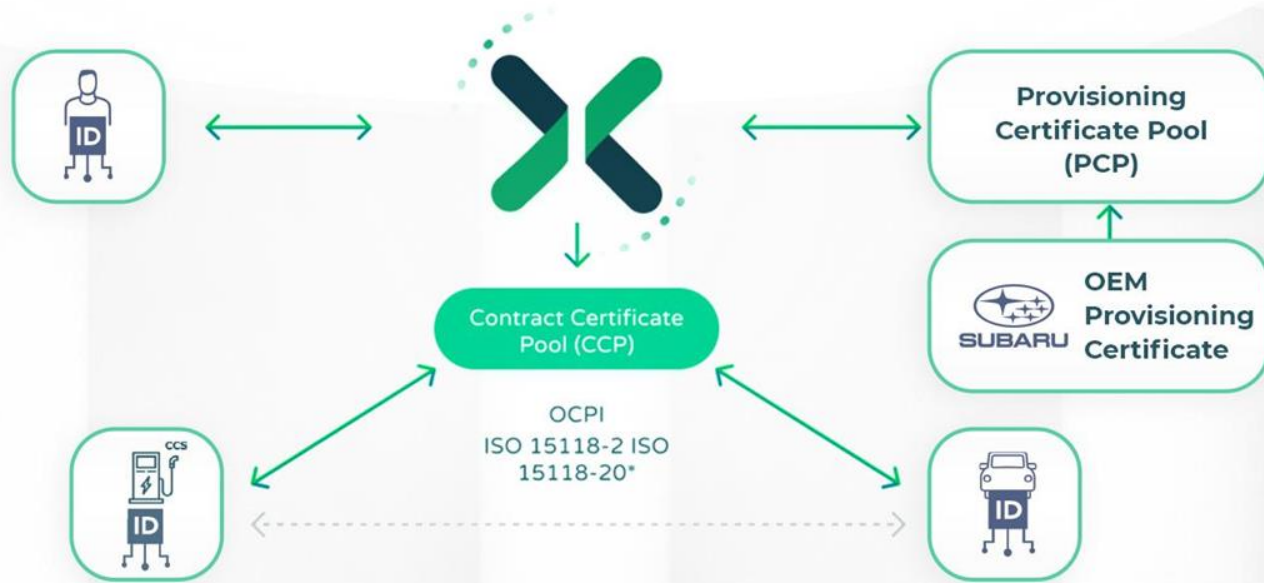 ID
Provisioning
Certificate Pool
(PCP)
SUBARU
OEM
Provisioning
Certificate
Contract Certificate
Pool (CCP)
OCPI
ISO 15118-2 ISO
15118-20*
CCS
ID
ID